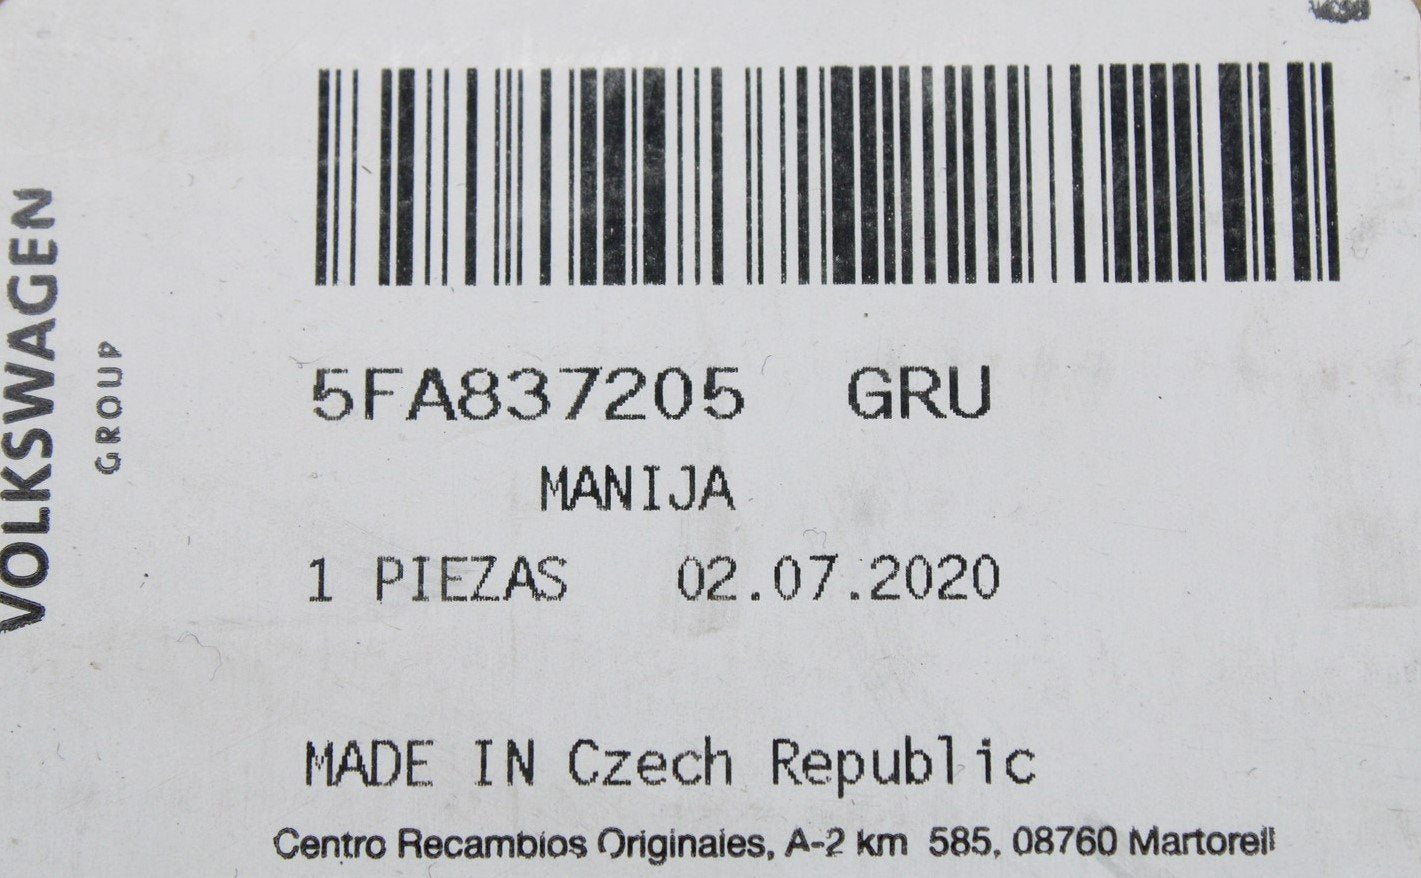 VOLKSWAGEN
GROUP
5FA837205 GRU
MANIJA
1 PIEZAS 02.07.2020
MADE IN Czech Republic
Centro Recambios Originales, A-2 km 585, 08760 Martorell